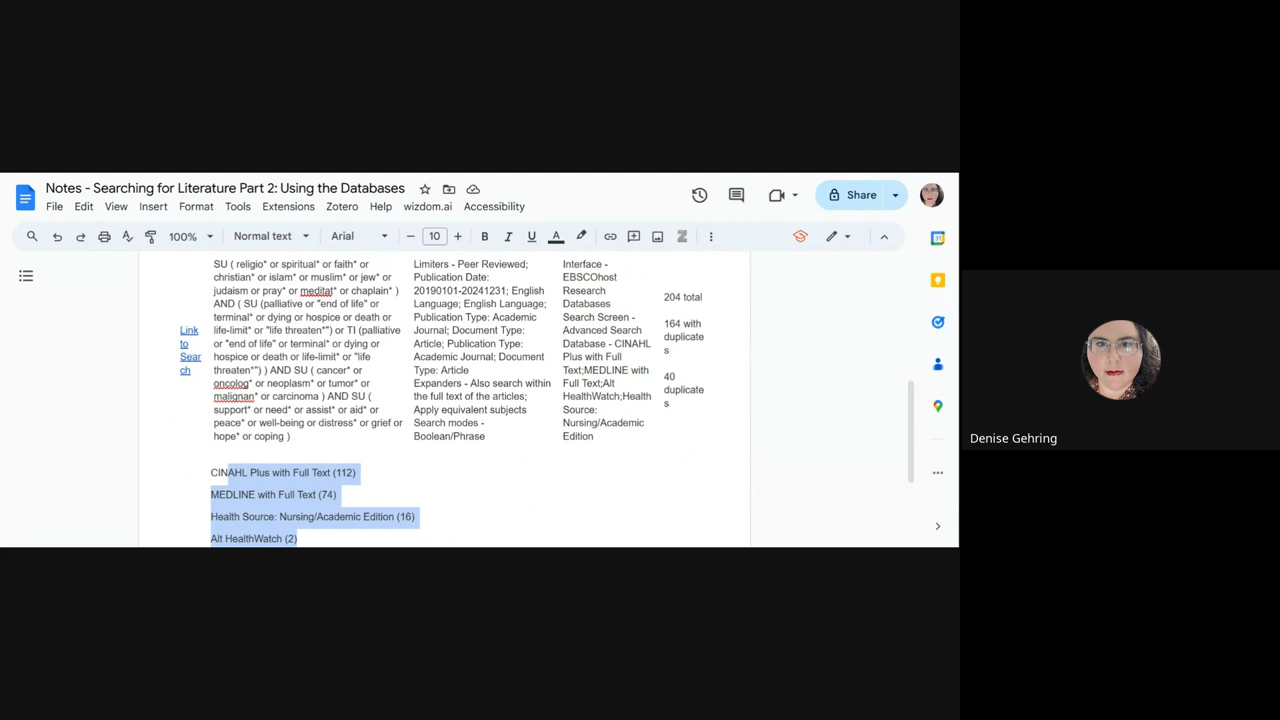 Notes - Searching for Literature Part 2: Using the Databases
File Edit View Insert Format Tools Extensions Zotero Help wizdom.ai Accessibility
Share
100% Normal text Arial 10 B I U A
Link
to
Sear
ch
SU ( religio* or spiritual* or faith* or
christian* or islam* or muslim* or jew* or
judaism or pray* or meditat* or chaplain* )
AND ( SU (palliative or "end of life" or
terminal* or dying or hospice or death or
life-limit* or "life threaten*") or TI (palliative
or "end of life" or terminal* or dying or
hospice or death or life-limit* or "life
threaten*") ) AND SU ( cancer* or
oncolog* or neoplasm* or tumor* or
malignan* or carcinoma ) AND SU (
support* or need* or assist* or aid* or
peace* or well-being or distress* or grief or
hope* or coping )
Limiters - Peer Reviewed;
Publication Date:
20190101-20241231; English
Language; English Language;
Publication Type: Academic
Journal; Document Type:
Article; Publication Type:
Academic Journal; Document
Type: Article
Expanders - Also search within
the full text of the articles;
Apply equivalent subjects
Search modes -
Boolean/Phrase
Interface -
EBSCOhost
Research
Databases
Search Screen -
Advanced Search
Database - CINAHL
Plus with Full
Text;MEDLINE with
Full Text;Alt
HealthWatch;Health
Source:
Nursing/Academic
Edition
204 total
164 with
duplicate
s
40
duplicate
s
CINAHL Plus with Full Text (112)
MEDLINE with Full Text (74)
Health Source: Nursing/Academic Edition (16)
Alt HealthWatch (2)
Denise Gehring